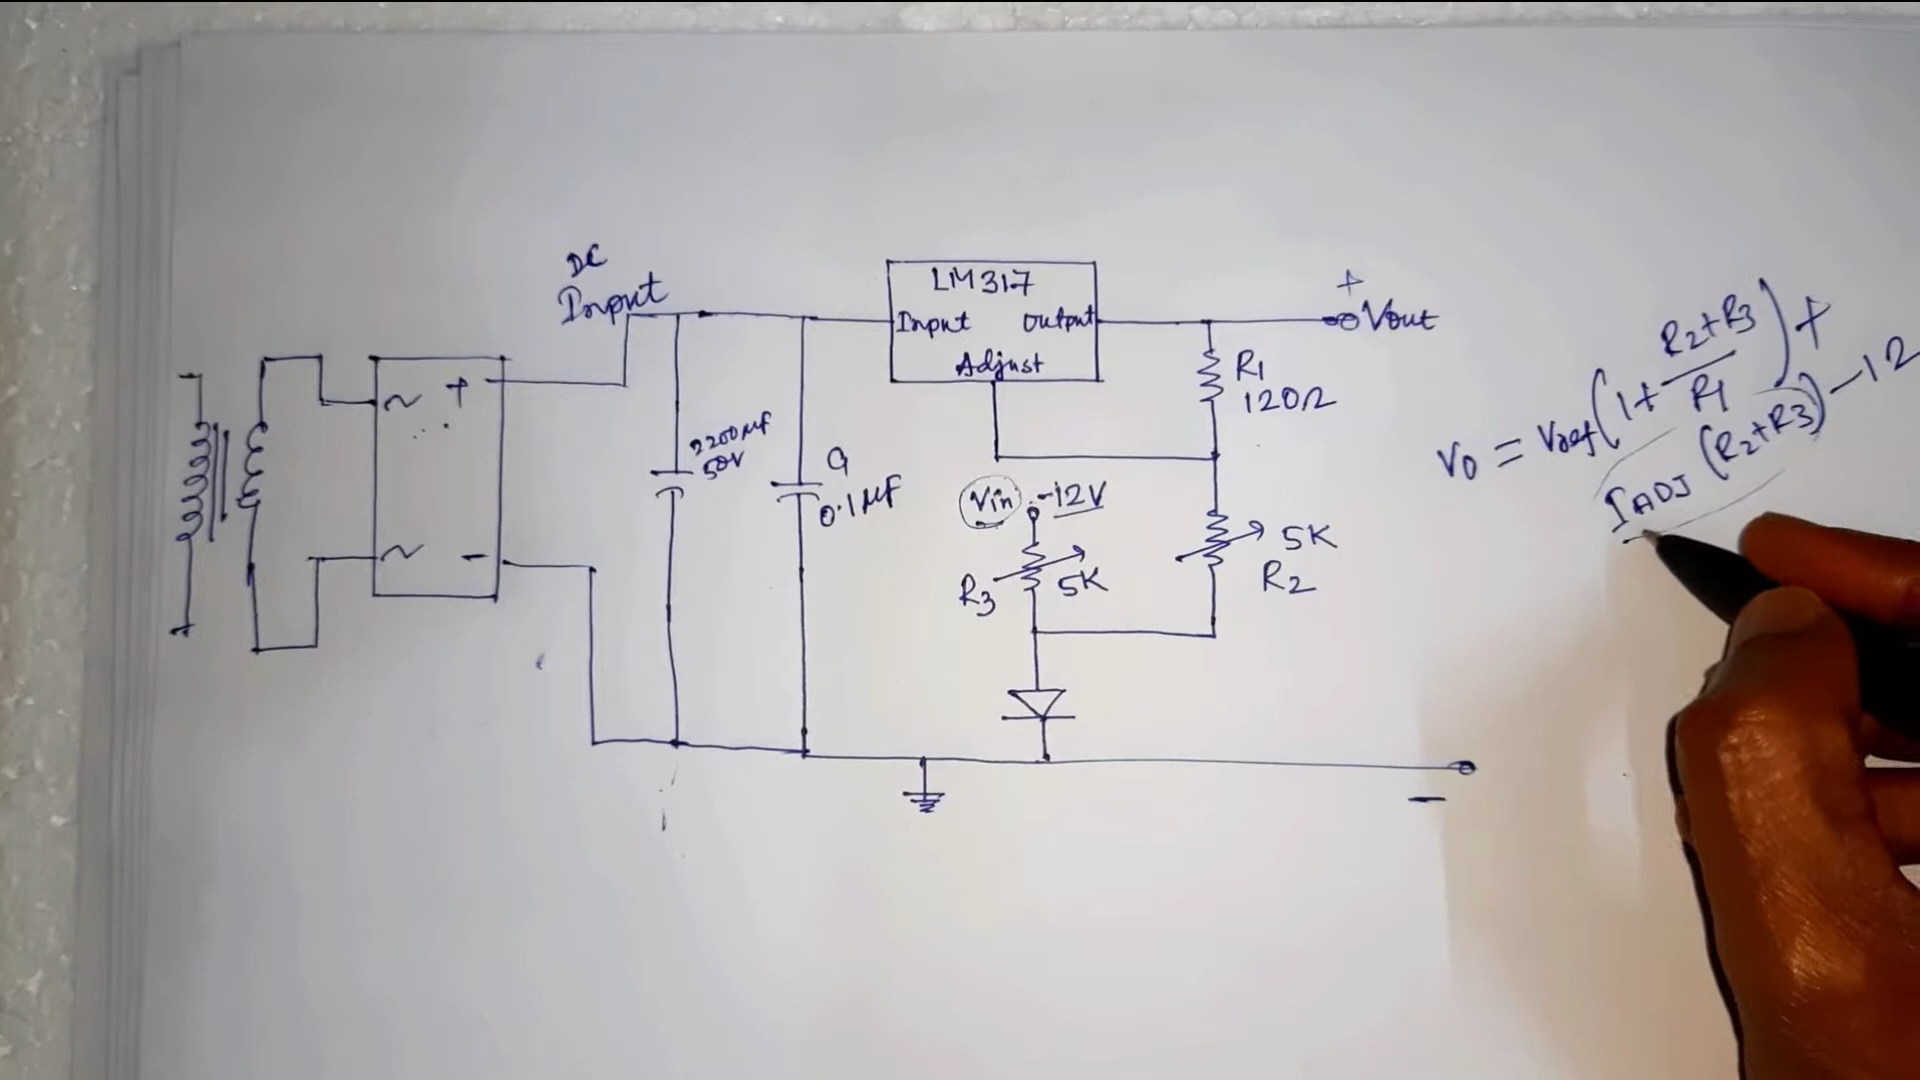 DC
Input
LM317
Input Output
Adjust
+
Vout
R1
120Ω
~ +
~ −
2200μf
50V
C1
0.1μf
Vin -12V
R3 5K
5K
R2
−
V0 = Vref(1+ R2+R3/R1) +
IADJ (R2+R3) -12